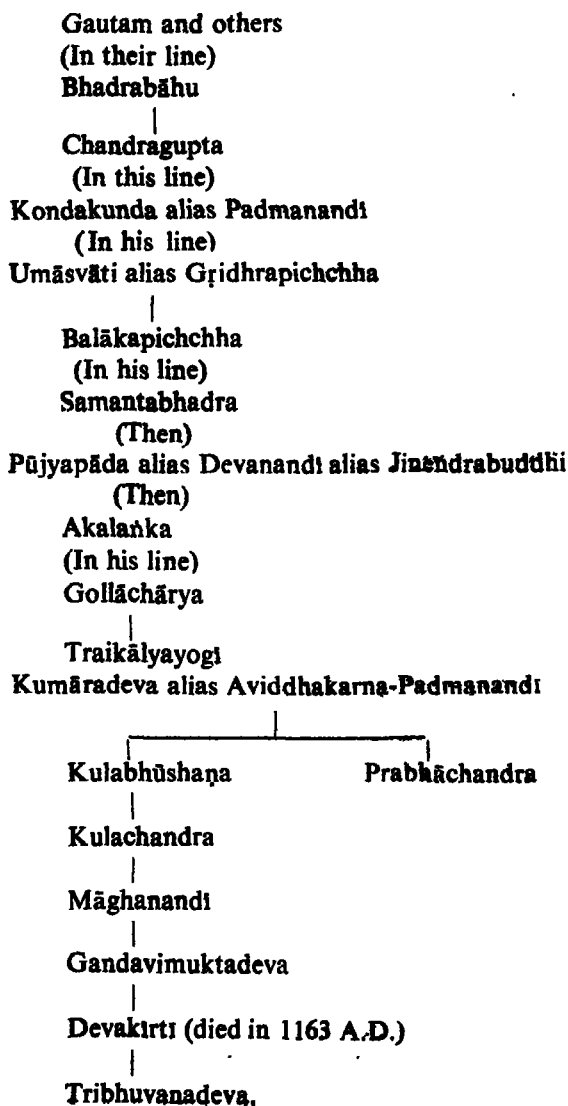 Gautam and others
(In their line)
Bhadrabāhu
Chandragupta
(In this line)
Kondakunda alias Padmanandi
(In his line)
Umāsvāti alias Gṛidhrapichchha
Balākapichchha
(In his line)
Samantabhadra
(Then)
Pūjyapāda alias Devanandi alias Jinēndrabuddhi
(Then)
Akalaṅka
(In his line)
Gollāchārya
Traikālyayogi
Kumāradeva alias Aviddhakarna-Padmanandi
Kulabhūshaṇa Prabhāchandra
Kulachandra
Māghanandi
Gandavimuktadeva
Devakirti (died in 1163 A.D.)
Tribhuvanadeva.